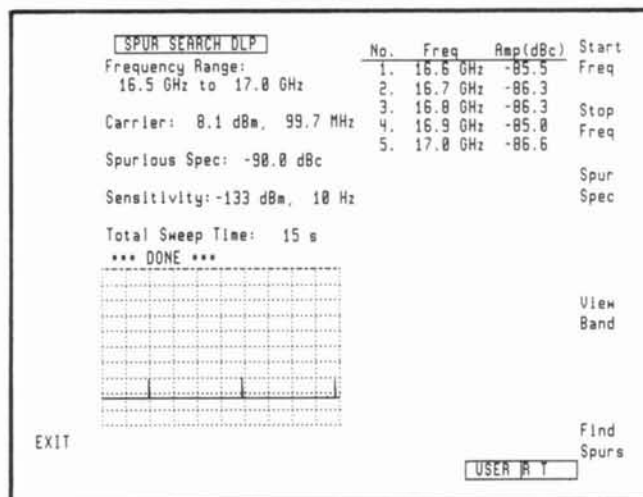 SPUR SEARCH DLP
Frequency Range:
16.5 GHz to 17.0 GHz
Carrier: 8.1 dBm, 99.7 MHz
Spurious Spec: -90.0 dBc
Sensitivity: -133 dBm, 10 Hz
Total Sweep Time: 15 s
*** DONE ***
No. Freq Amp(dBc)
1. 16.6 GHz -85.5
2. 16.7 GHz -86.3
3. 16.8 GHz -86.3
4. 16.9 GHz -85.0
5. 17.0 GHz -86.6
Start
Freq
Stop
Freq
Spur
Spec
View
Band
Find
Spurs
EXIT
USER R T